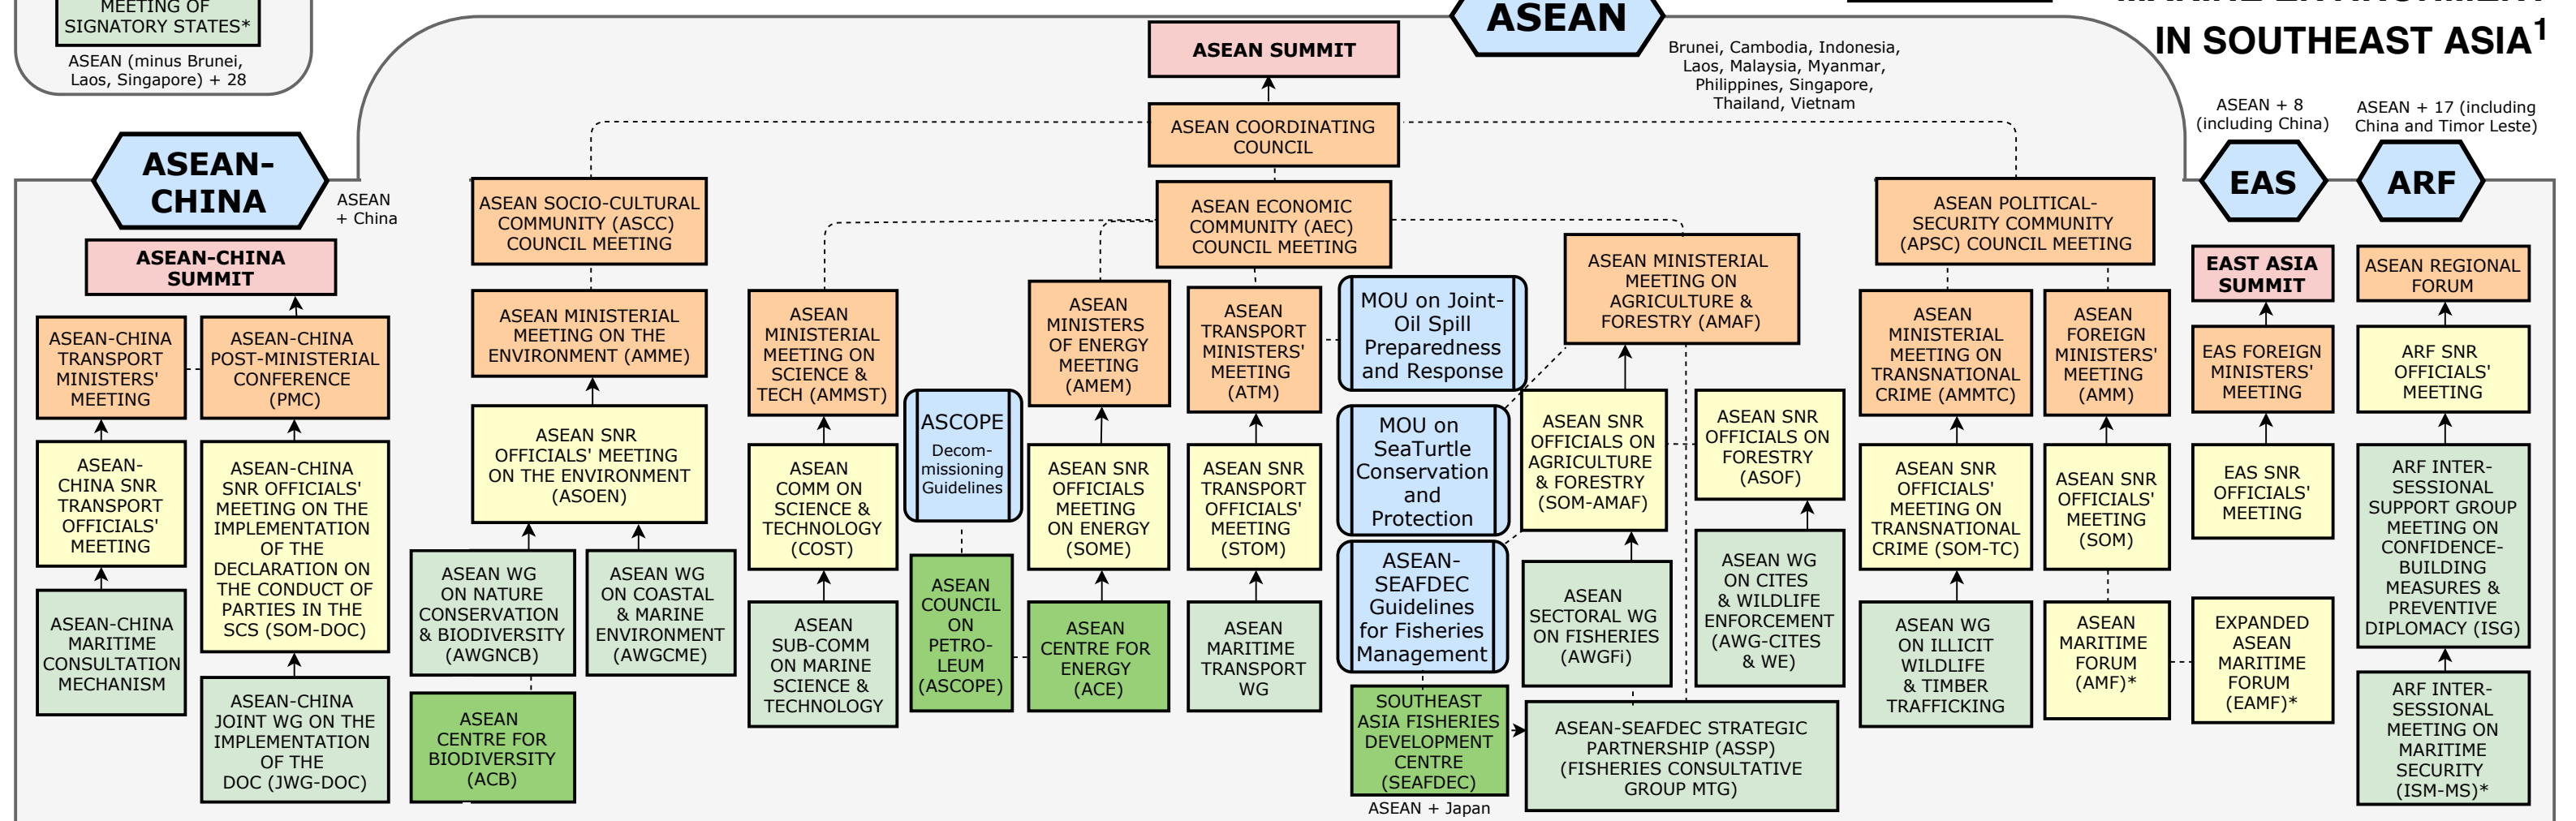 MEETING OF
SIGNATORY STATES*
ASEAN (minus Brunei,
Laos, Singapore) + 28
ASEAN
Brunei, Cambodia, Indonesia,
Laos, Malaysia, Myanmar,
Philippines, Singapore,
Thailand, Vietnam
IN SOUTHEAST ASIA¹
ASEAN SUMMIT
ASEAN COORDINATING
COUNCIL
ASEAN-
CHINA
ASEAN
+ China
ASEAN-CHINA
SUMMIT
ASEAN-CHINA
TRANSPORT
MINISTERS'
MEETING
ASEAN-CHINA
POST-MINISTERIAL
CONFERENCE
(PMC)
ASEAN-
CHINA SNR
TRANSPORT
OFFICIALS'
MEETING
ASEAN-CHINA
SNR OFFICIALS'
MEETING ON THE
IMPLEMENTATION
OF THE
DECLARATION ON
THE CONDUCT OF
PARTIES IN THE
SCS (SOM-DOC)
ASEAN-CHINA
MARITIME
CONSULTATION
MECHANISM
ASEAN-CHINA
JOINT WG ON THE
IMPLEMENTATION
OF THE
DOC (JWG-DOC)
ASEAN SOCIO-CULTURAL
COMMUNITY (ASCC)
COUNCIL MEETING
ASEAN MINISTERIAL
MEETING ON THE
ENVIRONMENT (AMME)
ASEAN SNR
OFFICIALS' MEETING
ON THE ENVIRONMENT
(ASOEN)
ASEAN WG
ON NATURE
CONSERVATION
& BIODIVERSITY
(AWGNCB)
ASEAN WG
ON COASTAL
& MARINE
ENVIRONMENT
(AWGCME)
ASEAN
CENTRE FOR
BIODIVERSITY
(ACB)
ASEAN ECONOMIC
COMMUNITY (AEC)
COUNCIL MEETING
ASEAN
MINISTERIAL
MEETING ON
SCIENCE &
TECH (AMMST)
ASEAN
COMM ON
SCIENCE &
TECHNOLOGY
(COST)
ASEAN
SUB-COMM
ON MARINE
SCIENCE &
TECHNOLOGY
ASCOPE
Decom-
missioning
Guidelines
ASEAN
COUNCIL
ON
PETRO-
LEUM
(ASCOPE)
ASEAN
MINISTERS
OF ENERGY
MEETING
(AMEM)
ASEAN SNR
OFFICIALS
MEETING
ON ENERGY
(SOME)
ASEAN
CENTRE FOR
ENERGY
(ACE)
ASEAN
TRANSPORT
MINISTERS'
MEETING
(ATM)
ASEAN SNR
TRANSPORT
OFFICIALS'
MEETING
(STOM)
ASEAN
MARITIME
TRANSPORT
WG
MOU on Joint-
Oil Spill
Preparedness
and Response
MOU on
SeaTurtle
Conservation
and
Protection
ASEAN-
SEAFDEC
Guidelines
for Fisheries
Management
SOUTHEAST
ASIA FISHERIES
DEVELOPMENT
CENTRE
(SEAFDEC)
ASEAN + Japan
ASEAN MINISTERIAL
MEETING ON
AGRICULTURE &
FORESTRY (AMAF)
ASEAN SNR
OFFICIALS ON
AGRICULTURE
& FORESTRY
(SOM-AMAF)
ASEAN SNR
OFFICIALS ON
FORESTRY
(ASOF)
ASEAN
SECTORAL WG
ON FISHERIES
(AWGFi)
ASEAN WG
ON CITES
& WILDLIFE
ENFORCEMENT
(AWG-CITES
& WE)
ASEAN-SEAFDEC STRATEGIC
PARTNERSHIP (ASSP)
(FISHERIES CONSULTATIVE
GROUP MTG)
ASEAN POLITICAL-
SECURITY COMMUNITY
(APSC) COUNCIL MEETING
ASEAN
MINISTERIAL
MEETING ON
TRANSNATIONAL
CRIME (AMMTC)
ASEAN
FOREIGN
MINISTERS'
MEETING
(AMM)
ASEAN SNR
OFFICIALS'
MEETING ON
TRANSNATIONAL
CRIME (SOM-TC)
ASEAN SNR
OFFICIALS'
MEETING
(SOM)
ASEAN WG
ON ILLICIT
WILDLIFE
& TIMBER
TRAFFICKING
ASEAN
MARITIME
FORUM
(AMF)*
ASEAN + 8
(including China)
EAS
EAST ASIA
SUMMIT
EAS FOREIGN
MINISTERS'
MEETING
EAS SNR
OFFICIALS'
MEETING
EXPANDED
ASEAN
MARITIME
FORUM
(EAMF)*
ASEAN + 17 (including
China and Timor Leste)
ARF
ASEAN REGIONAL
FORUM
ARF SNR
OFFICIALS'
MEETING
ARF INTER-
SESSIONAL
SUPPORT GROUP
MEETING ON
CONFIDENCE-
BUILDING
MEASURES &
PREVENTIVE
DIPLOMACY (ISG)
ARF INTER-
SESSIONAL
MEETING ON
MARITIME
SECURITY
(ISM-MS)*